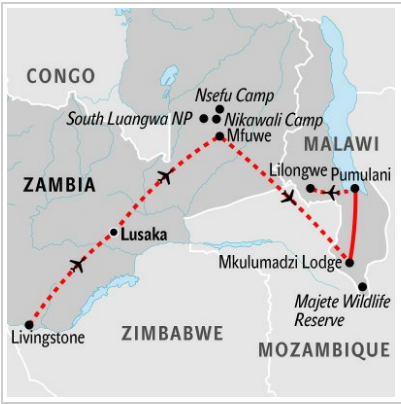 CONGO
Nsefu Camp
South Luangwa NP
Nikawali Camp
Mfuwe
MALAWI
Lilongwe
Pumulani
ZAMBIA
Lusaka
Mkulumadzi Lodge
Majete Wildlife
Reserve
Livingstone
ZIMBABWE
MOZAMBIQUE